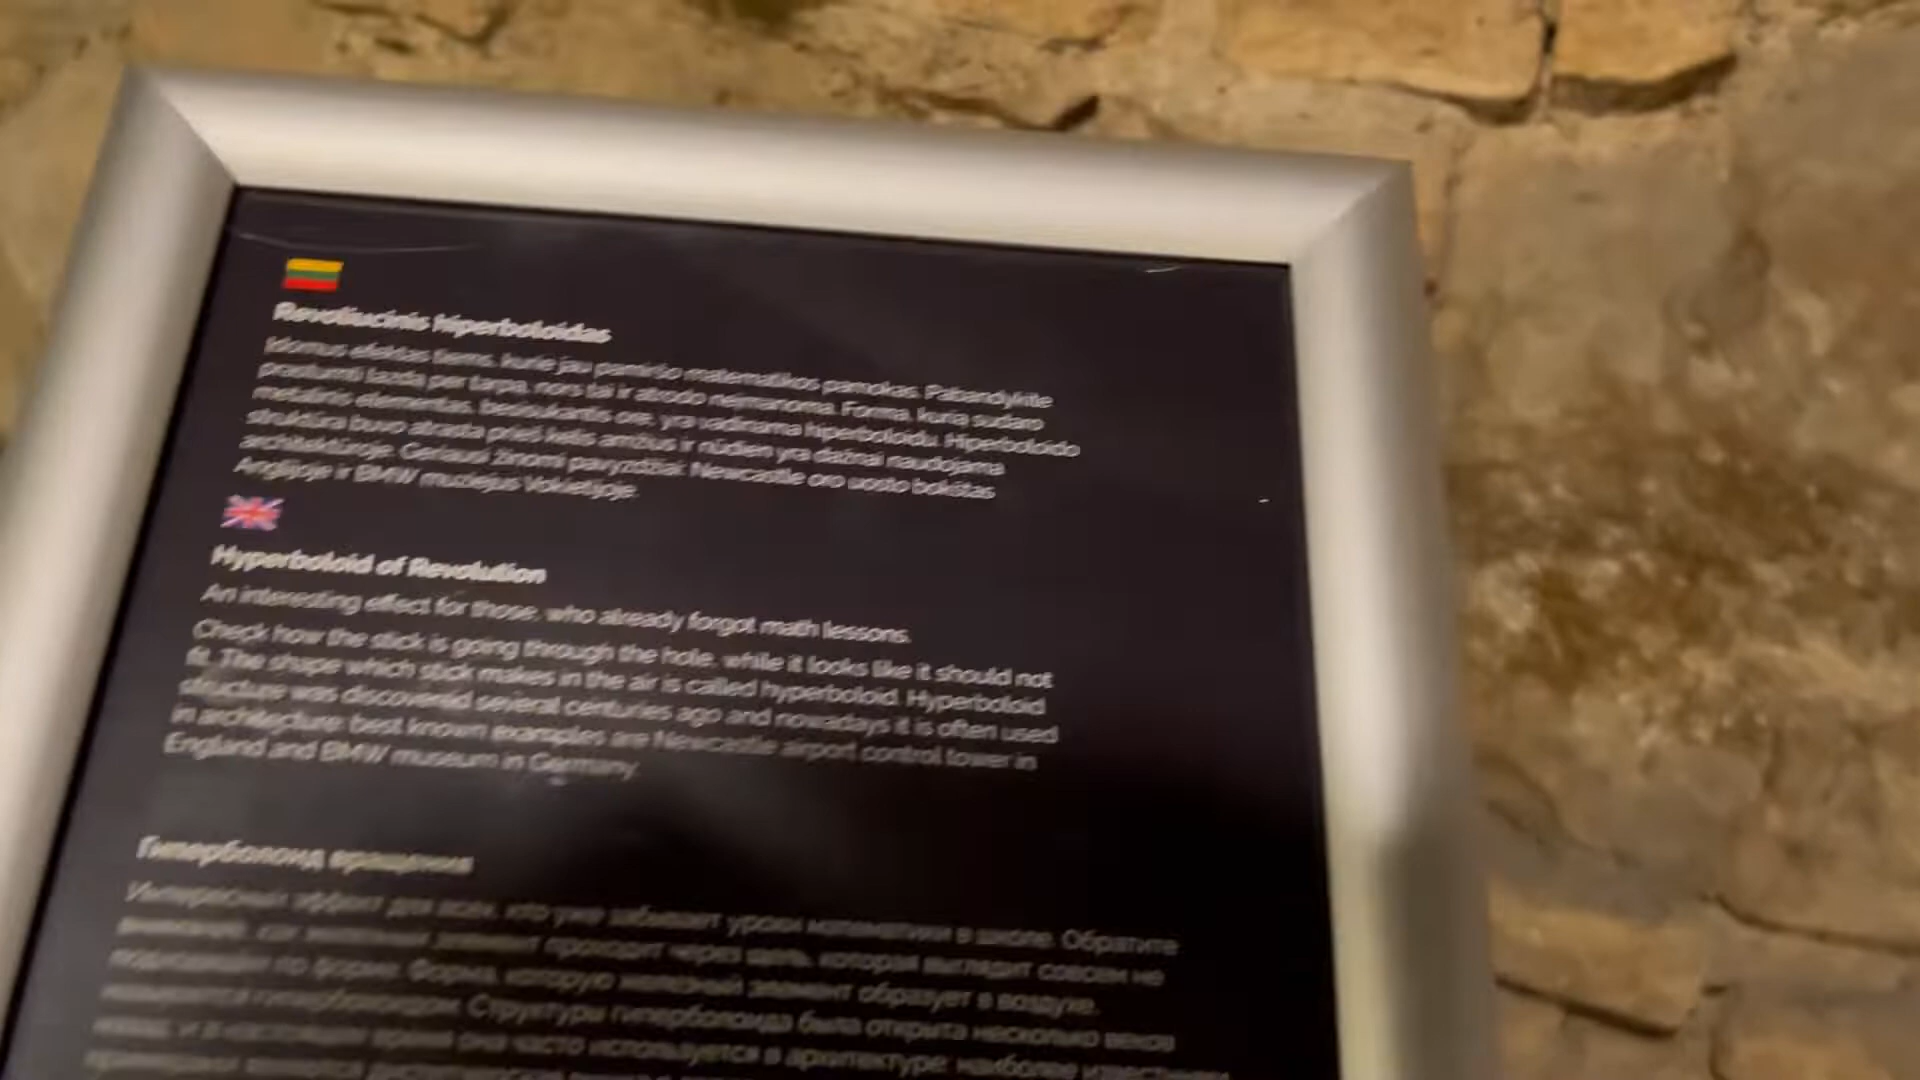 Revoliucinis hiperboloidas
Įdomus efektas tiems, kurie jau pamiršo matematikos pamokas. Pabandykite
prastumti lazdą per tarpą, nors tai ir atrodo neįmanoma. Forma, kurią sudaro
metalinis elementas, besisukantis ore, yra vadinama hiperboloidu. Hiperboloido
struktūra buvo atrasta prieš kelis amžius ir nūdien yra dažnai naudojama
architektūroje. Geriausi žinomi pavyzdžiai: Newcastle oro uosto bokštas
Anglijoje ir BMW muziejus Vokietijoje.
Hyperboloid of Revolution
An interesting effect for those, who already forgot math lessons.
Check how the stick is going through the hole, while it looks like it should not
fit. The shape which stick makes in the air is called hyperboloid. Hyperboloid
structure was discovered several centuries ago and nowadays it is often used
in architecture: best known examples are Newcastle airport control tower in
England and BMW museum in Germany.
Гиперболоид вращения
Интересный эффект для всех, кто уже забывает уроки математики в школе. Обратите
внимание, как железный элемент проходит через щель, которая выглядит совсем не
по форме. Форма, которую железный элемент образует в воздухе,
называется гиперболоидом. Структура гиперболоида была открыта несколько веков
назад, и в настоящее время она часто используется в архитектуре: наиболее известными